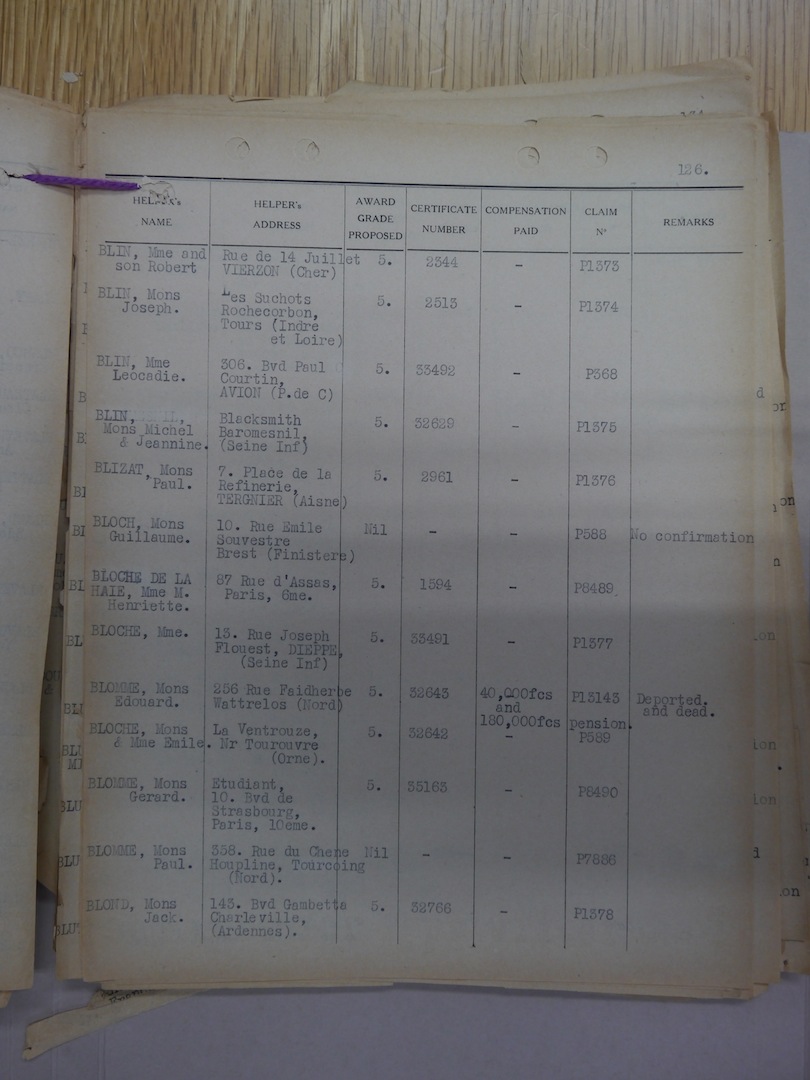 126.
HELPER's NAME | HELPER's ADDRESS | AWARD GRADE PROPOSED | CERTIFICATE NUMBER | COMPENSATION PAID | CLAIM Nº | REMARKS
BLIN, Mme and | Rue de 14 Juillet | 5. | 2344 | – | P1373
son Robert | VIERZON (Cher)
BLIN, Mons | Les Suchots | 5. | 2513 | – | P1374
Joseph. | Rochecorbon,
Tours (Indre
et Loire)
BLIN, Mme | 306. Bvd Paul | 5. | 33492 | – | P368
Leocadie. | Courtin,
AVION (P.de C)
BLIN, | Blacksmith | 5. | 32629 | – | P1375
Mons Michel | Baromesnil,
& Jeannine. | (Seine Inf)
BLIZAT, Mons | 7. Place de la | 5. | 2961 | – | P1376
Paul. | Refinerie,
TERGNIER (Aisne)
BLOCH, Mons | 10. Rue Emile | Nil | – | – | P588 | No confirmation
Guillaume. | Souvestre
Brest (Finistere)
BLOCHE DE LA | 87 Rue d'Assas, | 5. | 1594 | – | P8489
HAIE, Mme M. | Paris, 6me.
Henriette.
BLOCHE, Mme. | 13. Rue Joseph | 5. | 33491 | – | P1377
Flouest, DIEPPE,
(Seine Inf)
BLOMME, Mons | 256 Rue Faidherbe | 5. | 32643 | 40,000fcs | P13143 | Deported.
Edouard. | Wattrelos (Nord) | and | and dead.
180,000fcs pension.
BLOCHE, Mons | La Ventrouze, | 5. | 32642 | – | P589
& Mme Emile. | Nr Tourouvre
(Orne).
BLOMME, Mons | Etudiant, | 5. | 35163 | – | P8490
Gerard. | 10. Bvd de
Strasbourg,
Paris, 10eme.
BLOMME, Mons | 358. Rue du Chene | Nil | – | – | P7886
Paul. | Houpline, Tourcoing
(Nord).
BLOND, Mons | 143. Bvd Gambetta | 5. | 32766 | – | P1378
Jack. | Charleville,
(Ardennes).